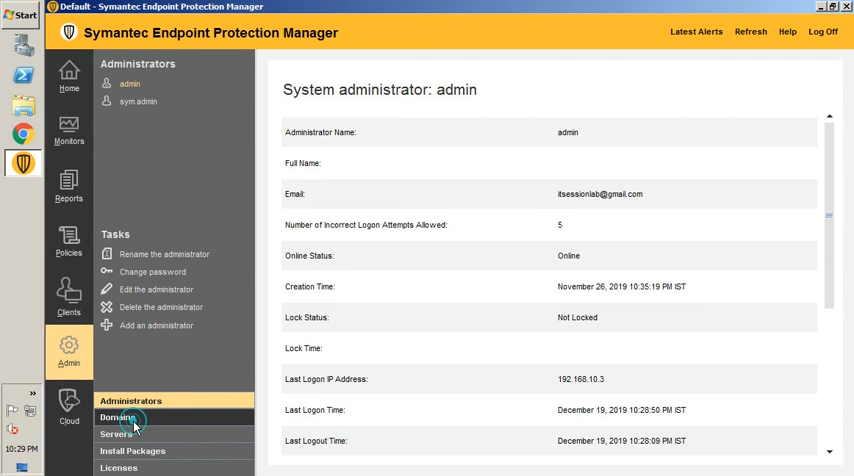 Start
Default - Symantec Endpoint Protection Manager
Symantec Endpoint Protection Manager
Latest Alerts Refresh Help Log Off
Home
Monitors
Reports
Policies
Clients
Admin
Cloud
Administrators
admin
sym.admin
Tasks
Rename the administrator
Change password
Edit the administrator
Delete the administrator
Add an administrator
Administrators
Domains
Servers
Install Packages
Licenses
System administrator: admin
Administrator Name: admin
Full Name:
Email: itsessionlab@gmail.com
Number of Incorrect Logon Attempts Allowed: 5
Online Status: Online
Creation Time: November 26, 2019 10:35:19 PM IST
Lock Status: Not Locked
Lock Time:
Last Logon IP Address: 192.168.10.3
Last Logon Time: December 19, 2019 10:28:50 PM IST
Last Logout Time: December 19, 2019 10:28:09 PM IST
10:29 PM